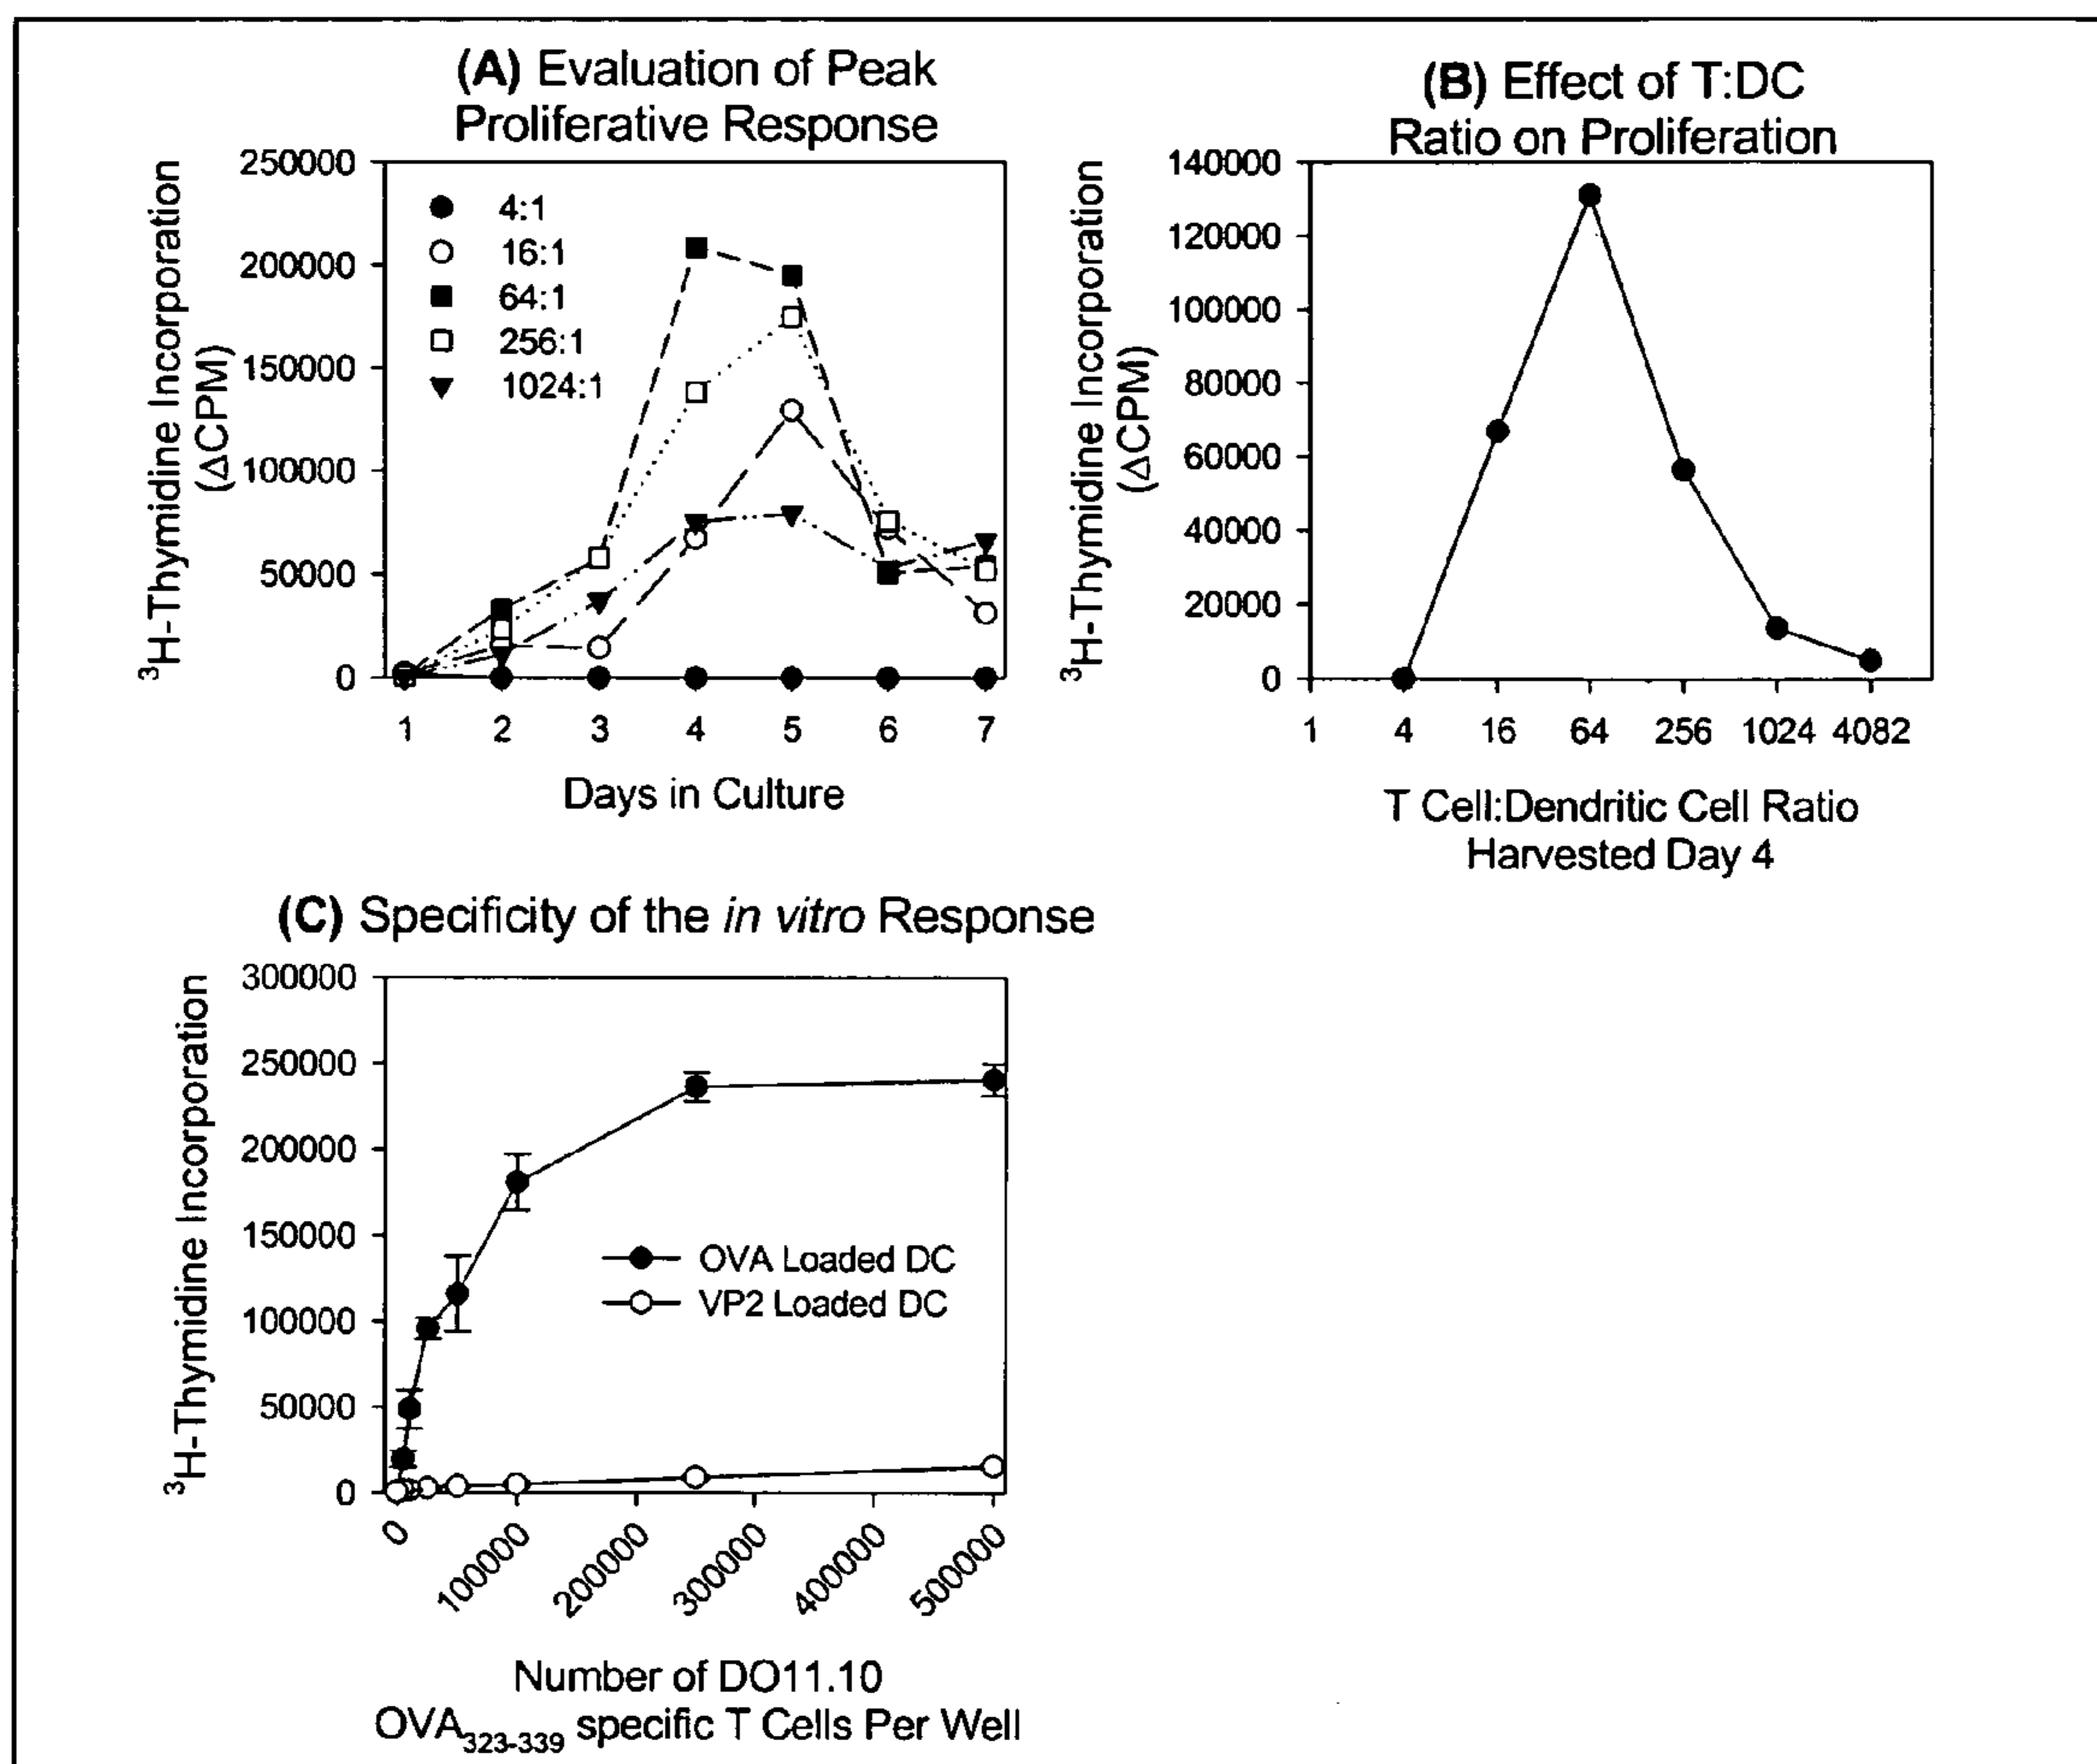 (A) Evaluation of Peak
Proliferative Response
³H-Thymidine Incorporation
(ΔCPM)
250000
200000
150000
100000
50000
0
4:1
16:1
64:1
256:1
1024:1
1 2 3 4 5 6 7
Days in Culture
(B) Effect of T:DC
Ratio on Proliferation
³H-Thymidine Incorporation
(ΔCPM)
140000
120000
100000
80000
60000
40000
20000
0
1 4 16 64 256 1024 4082
T Cell:Dendritic Cell Ratio
Harvested Day 4
(C) Specificity of the in vitro Response
³H-Thymidine Incorporation
300000
250000
200000
150000
100000
50000
0
OVA Loaded DC
VP2 Loaded DC
0 100000 200000 300000 400000 500000
Number of DO11.10
OVA₃₂₃₋₃₃₉ specific T Cells Per Well